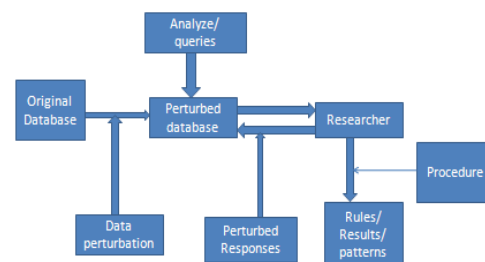 Analyze/
queries
Original
Database
Perturbed
database
Researcher
Procedure
Data
perturbation
Perturbed
Responses
Rules/
Results/
patterns